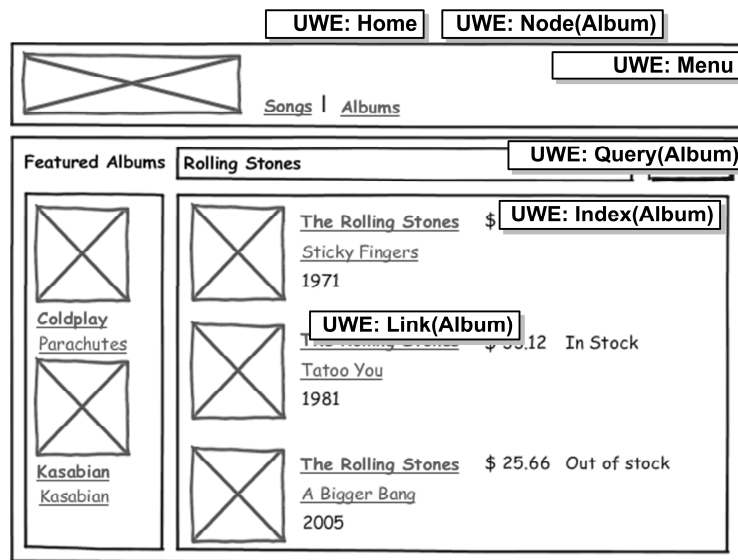 UWE: Home UWE: Node(Album)
UWE: Menu
Songs | Albums
Featured Albums Rolling Stones UWE: Query(Album)
The Rolling Stones $ UWE: Index(Album)
Sticky Fingers
1971
Coldplay
Parachutes
UWE: Link(Album)
In Stock
Tatoo You
1981
Kasabian
Kasabian
The Rolling Stones $ 25.66 Out of stock
A Bigger Bang
2005